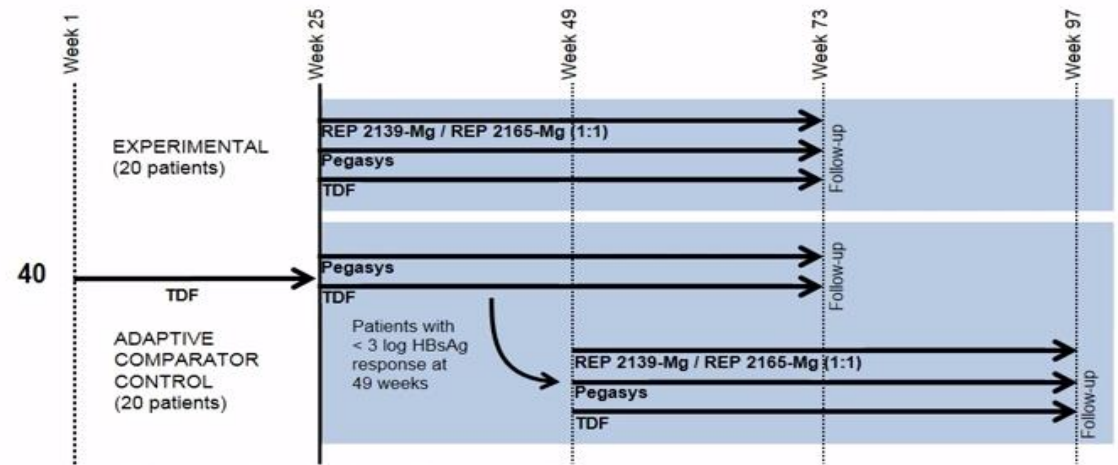 Week 1
Week 25
Week 49
Week 73
Week 97
EXPERIMENTAL
(20 patients)
REP 2139-Mg / REP 2165-Mg (1:1)
Pegasys
TDF
Follow-up
40
TDF
Pegasys
TDF
Follow-up
ADAPTIVE
COMPARATOR
CONTROL
(20 patients)
Patients with
< 3 log HBsAg
response at
49 weeks
REP 2139-Mg / REP 2165-Mg (1:1)
Pegasys
TDF
Follow-up